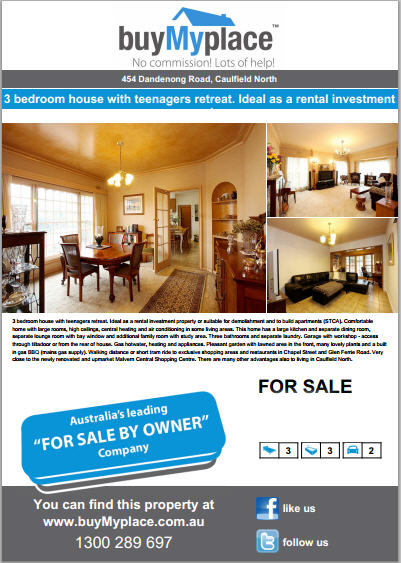 buyMyplace™
No commission! Lots of help!
454 Dandenong Road, Caulfield North
3 bedroom house with teenagers retreat. Ideal as a rental investment
3 bedroom house with teenagers retreat. Ideal as a rental investment property or suitable for demolishment and to build apartments (STCA). Comfortable
home with large rooms, high ceilings, central heating and air conditioning in some living areas. This home has a large kitchen and separate dining room,
separate lounge room with bay window and additional family room with study area. Three bathrooms and separate laundry. Garage with workshop - access
through tiltadoor or from the rear of house. Gas hotwater, heating and appliances. Pleasant garden with lawned area in the front, many lovely plants and a built
in gas BBQ (mains gas supply). Walking distance or short tram ride to exclusive shopping areas and restaurants in Chapel Street and Glen Ferrie Road. Very
close to the newly renovated and upmarket Malvern Central Shopping Centre. There are many other advantages also to living in Caulfield North.
FOR SALE
Australia's leading
"FOR SALE BY OWNER"
Company
3 3 2
You can find this property at
www.buyMyplace.com.au
1300 289 697
like us
follow us